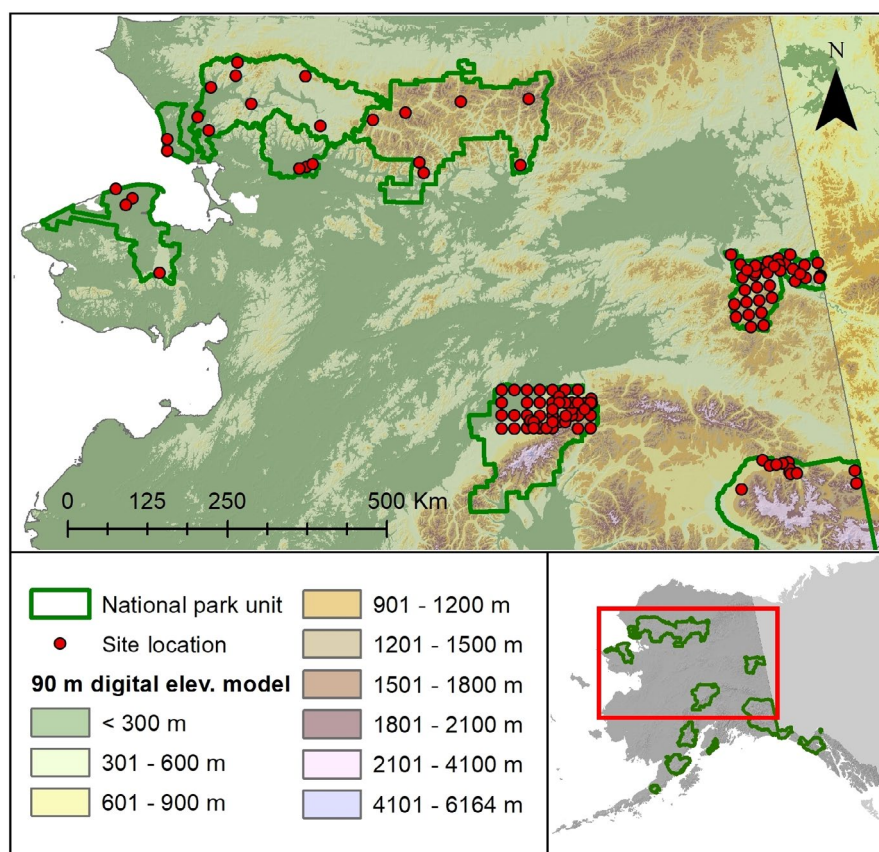 N
0 125 250 500 Km
National park unit
Site location
90 m digital elev. model
< 300 m
301 - 600 m
601 - 900 m
901 - 1200 m
1201 - 1500 m
1501 - 1800 m
1801 - 2100 m
2101 - 4100 m
4101 - 6164 m